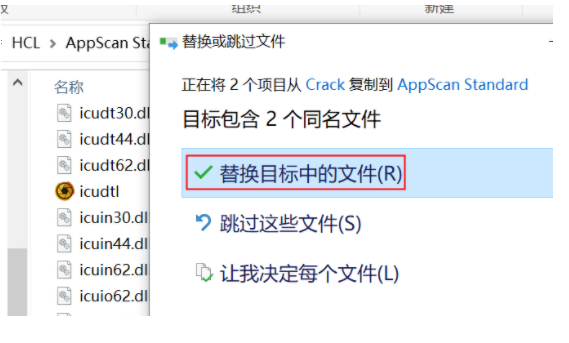 组织
新建
HCL > AppScan Sta
替换或跳过文件
正在将 2 个项目从 Crack 复制到 AppScan Standard
目标包含 2 个同名文件
替换目标中的文件(R)
跳过这些文件(S)
让我决定每个文件(L)
名称
icudt30.dl
icudt44.dl
icudt62.dl
icudtl
icuin30.dl
icuin44.dl
icuin62.dl
icuio62.dl